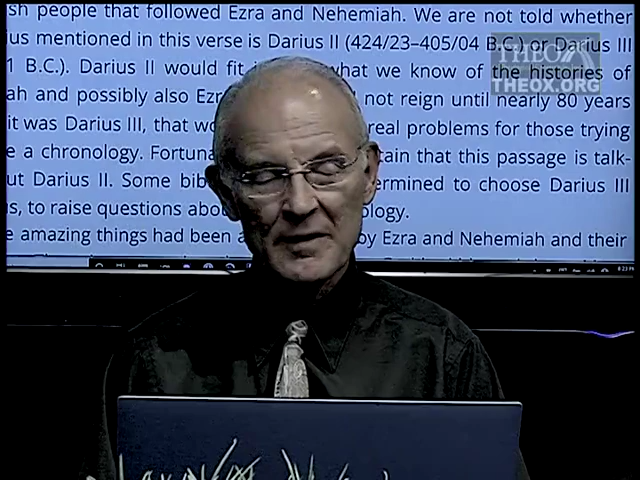 sh people that followed Ezra and Nehemiah. We are not told whether
ius mentioned in this verse is Darius II (424/23–405/04 B.C.) or Darius III
1 B.C.). Darius II would fit what we know of the histories of
ah and possibly also Ezr not reign until nearly 80 years
it was Darius III, that wo real problems for those trying
e a chronology. Fortuna tain that this passage is talk-
ut Darius II. Some bib ermined to choose Darius III
s, to raise questions abou ology.
e amazing things had been a by Ezra and Nehemiah and their
THEOX
THEOX.ORG
8:23 PM